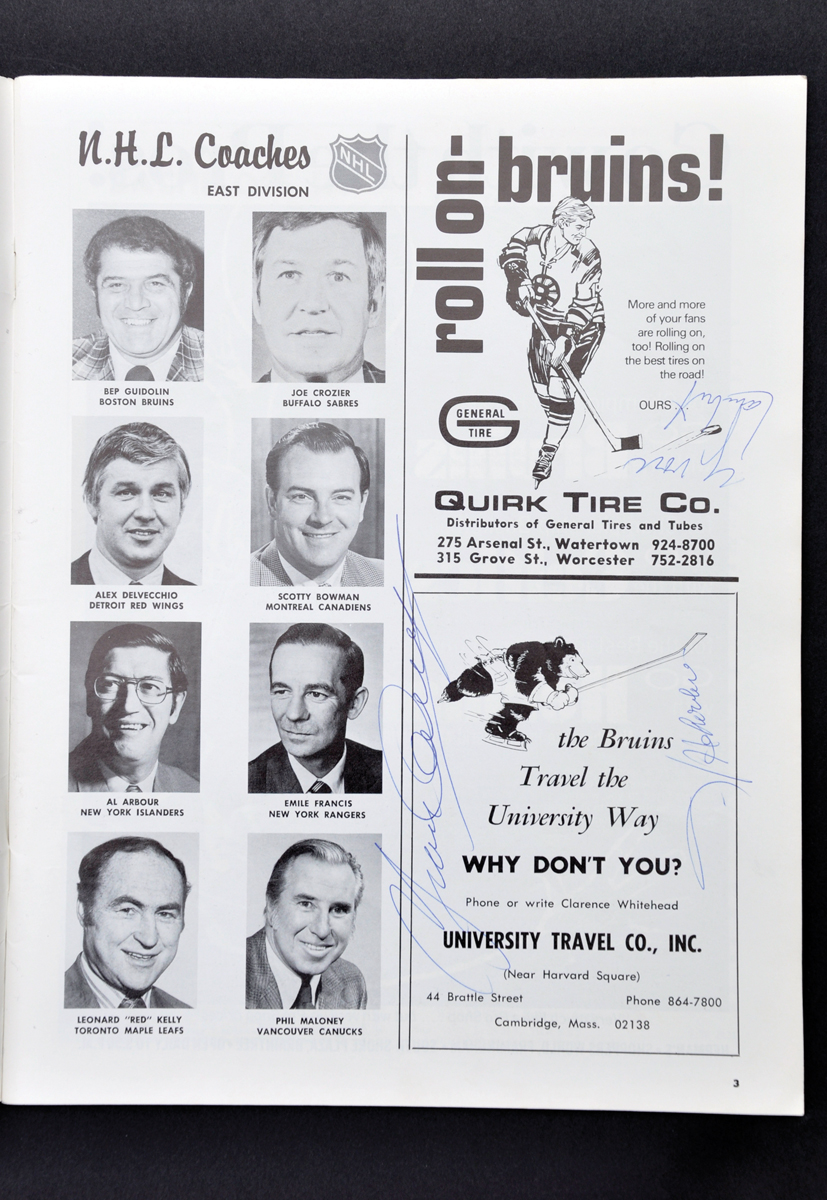 N.H.L. Coaches
NHL
EAST DIVISION
BEP GUIDOLIN
BOSTON BRUINS
JOE CROZIER
BUFFALO SABRES
ALEX DELVECCHIO
DETROIT RED WINGS
SCOTTY BOWMAN
MONTREAL CANADIENS
AL ARBOUR
NEW YORK ISLANDERS
EMILE FRANCIS
NEW YORK RANGERS
LEONARD "RED" KELLY
TORONTO MAPLE LEAFS
PHIL MALONEY
VANCOUVER CANUCKS
roll on-
bruins!
More and more
of your fans
are rolling on,
too! Rolling on
the best tires on
the road!
OURS
GENERAL
TIRE
Yvon
Lambert
QUIRK TIRE CO.
Distributors of General Tires and Tubes
275 Arsenal St., Watertown 924-8700
315 Grove St., Worcester 752-2816
the Bruins
Travel the
University Way
WHY DON'T YOU?
Phone or write Clarence Whitehead
UNIVERSITY TRAVEL CO., INC.
(Near Harvard Square)
44 Brattle Street Phone 864-7800
Cambridge, Mass. 02138
3